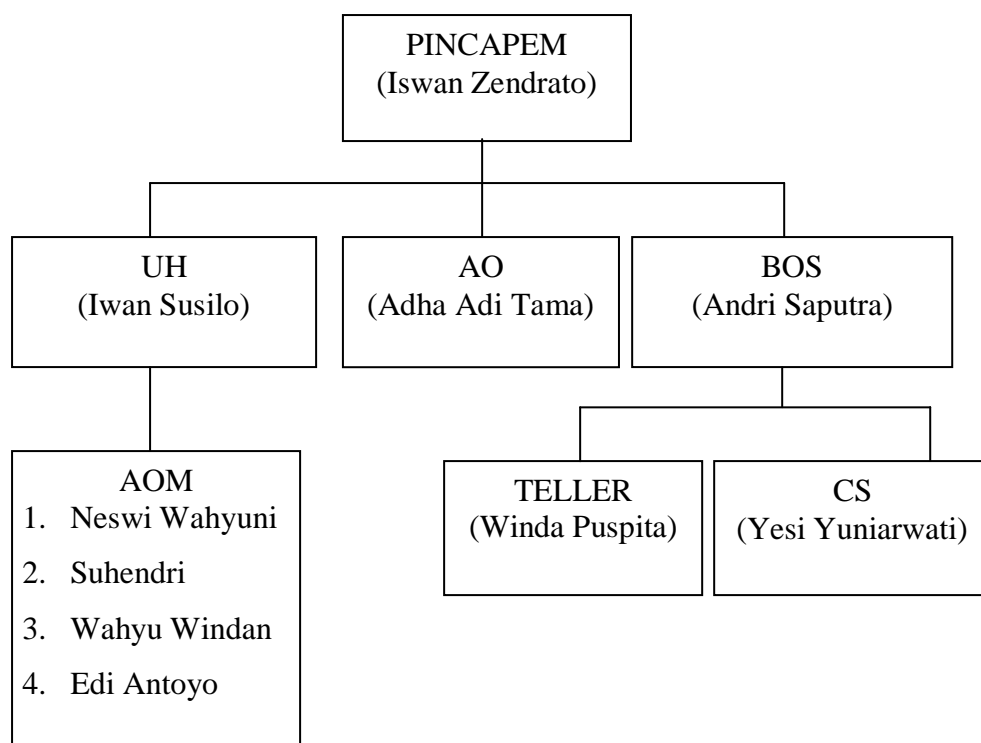 PINCAPEM
(Iswan Zendrato)
UH
(Iwan Susilo)
AO
(Adha Adi Tama)
BOS
(Andri Saputra)
AOM
1. Neswi Wahyuni
2. Suhendri
3. Wahyu Windan
4. Edi Antoyo
TELLER
(Winda Puspita)
CS
(Yesi Yuniarwati)